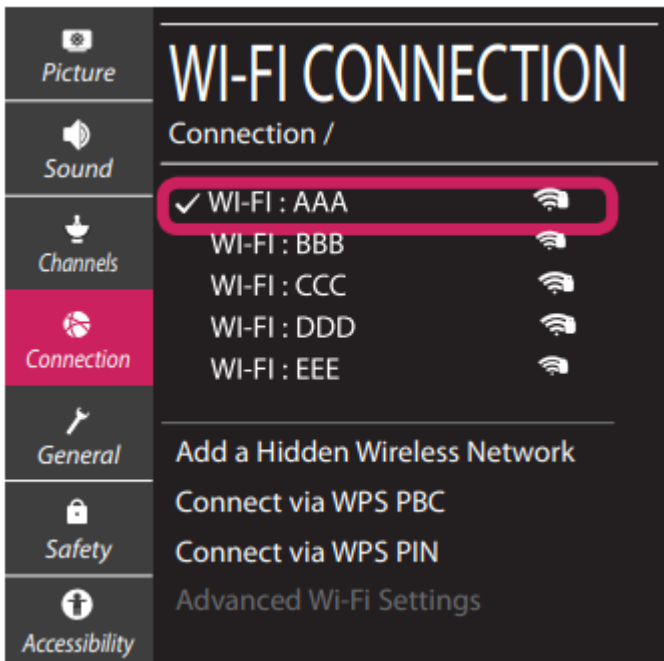 Picture
Sound
Channels
Connection
General
Safety
Accessibility
WI-FI CONNECTION
Connection /
WI-FI : AAA
WI-FI : BBB
WI-FI : CCC
WI-FI : DDD
WI-FI : EEE
Add a Hidden Wireless Network
Connect via WPS PBC
Connect via WPS PIN
Advanced Wi-Fi Settings